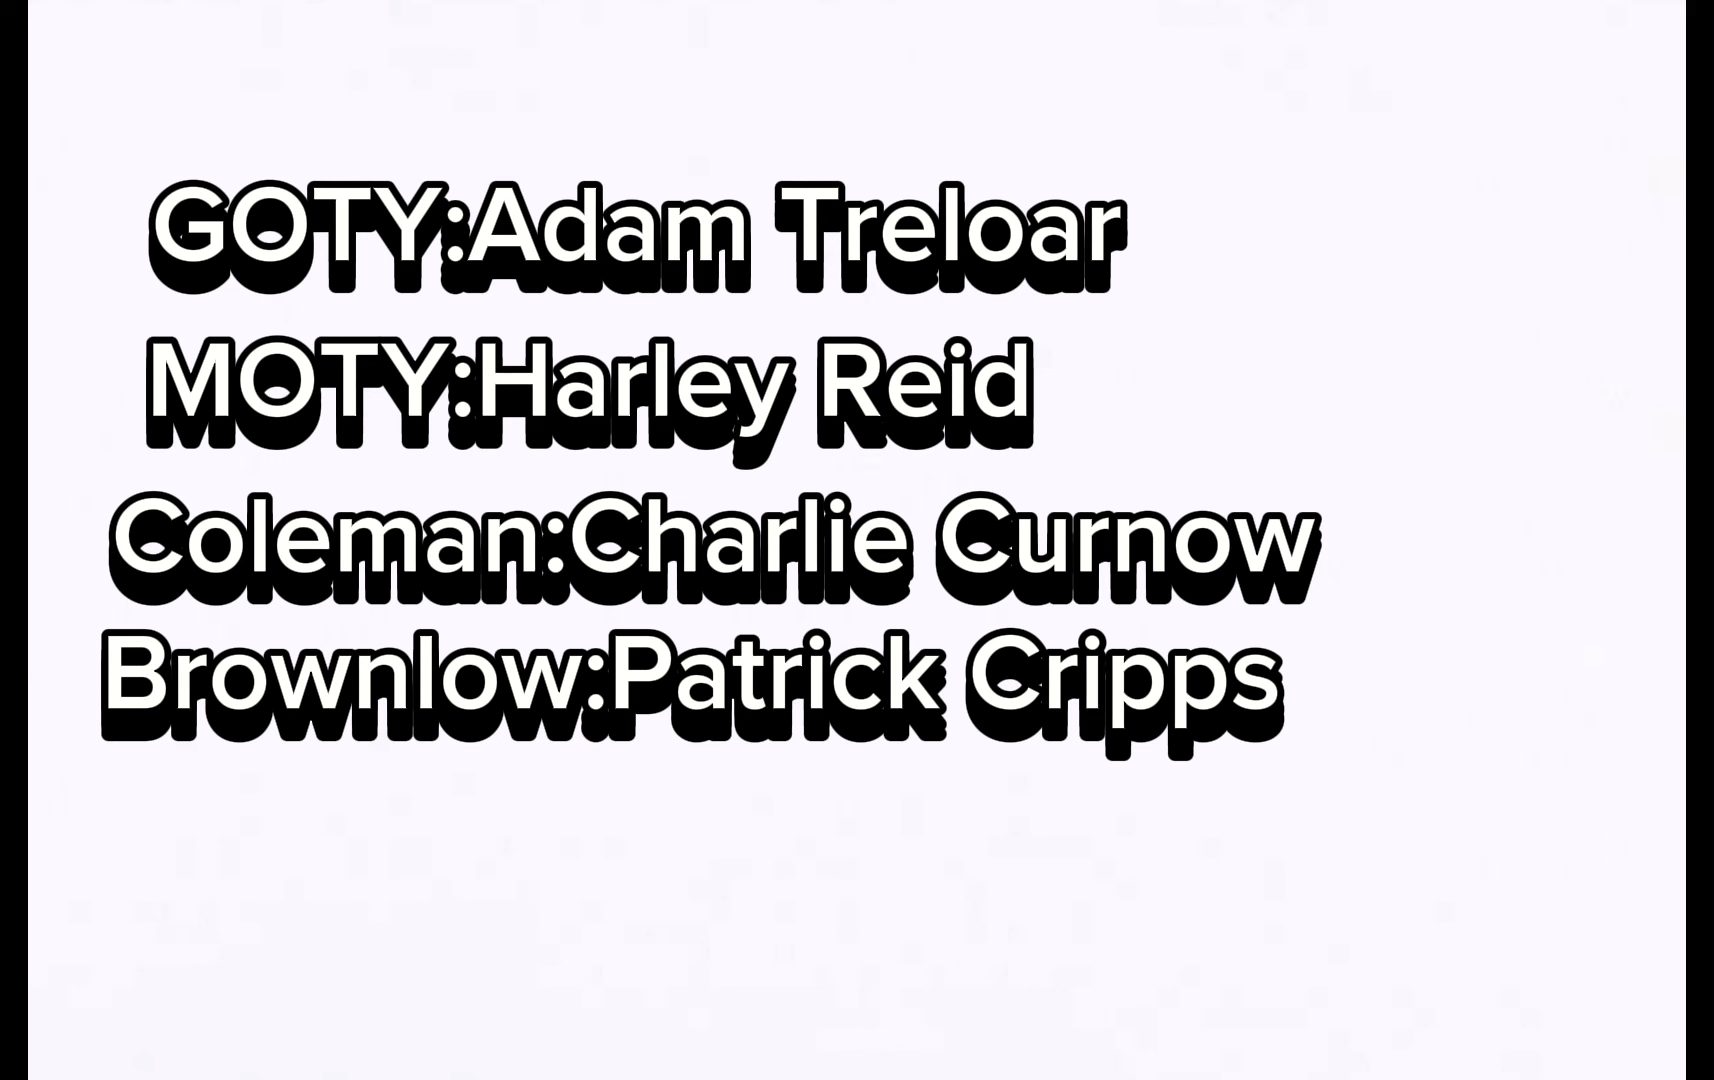 GOTY:Adam Treloar
MOTY:Harley Reid
Coleman:Charlie Curnow
Brownlow:Patrick Cripps